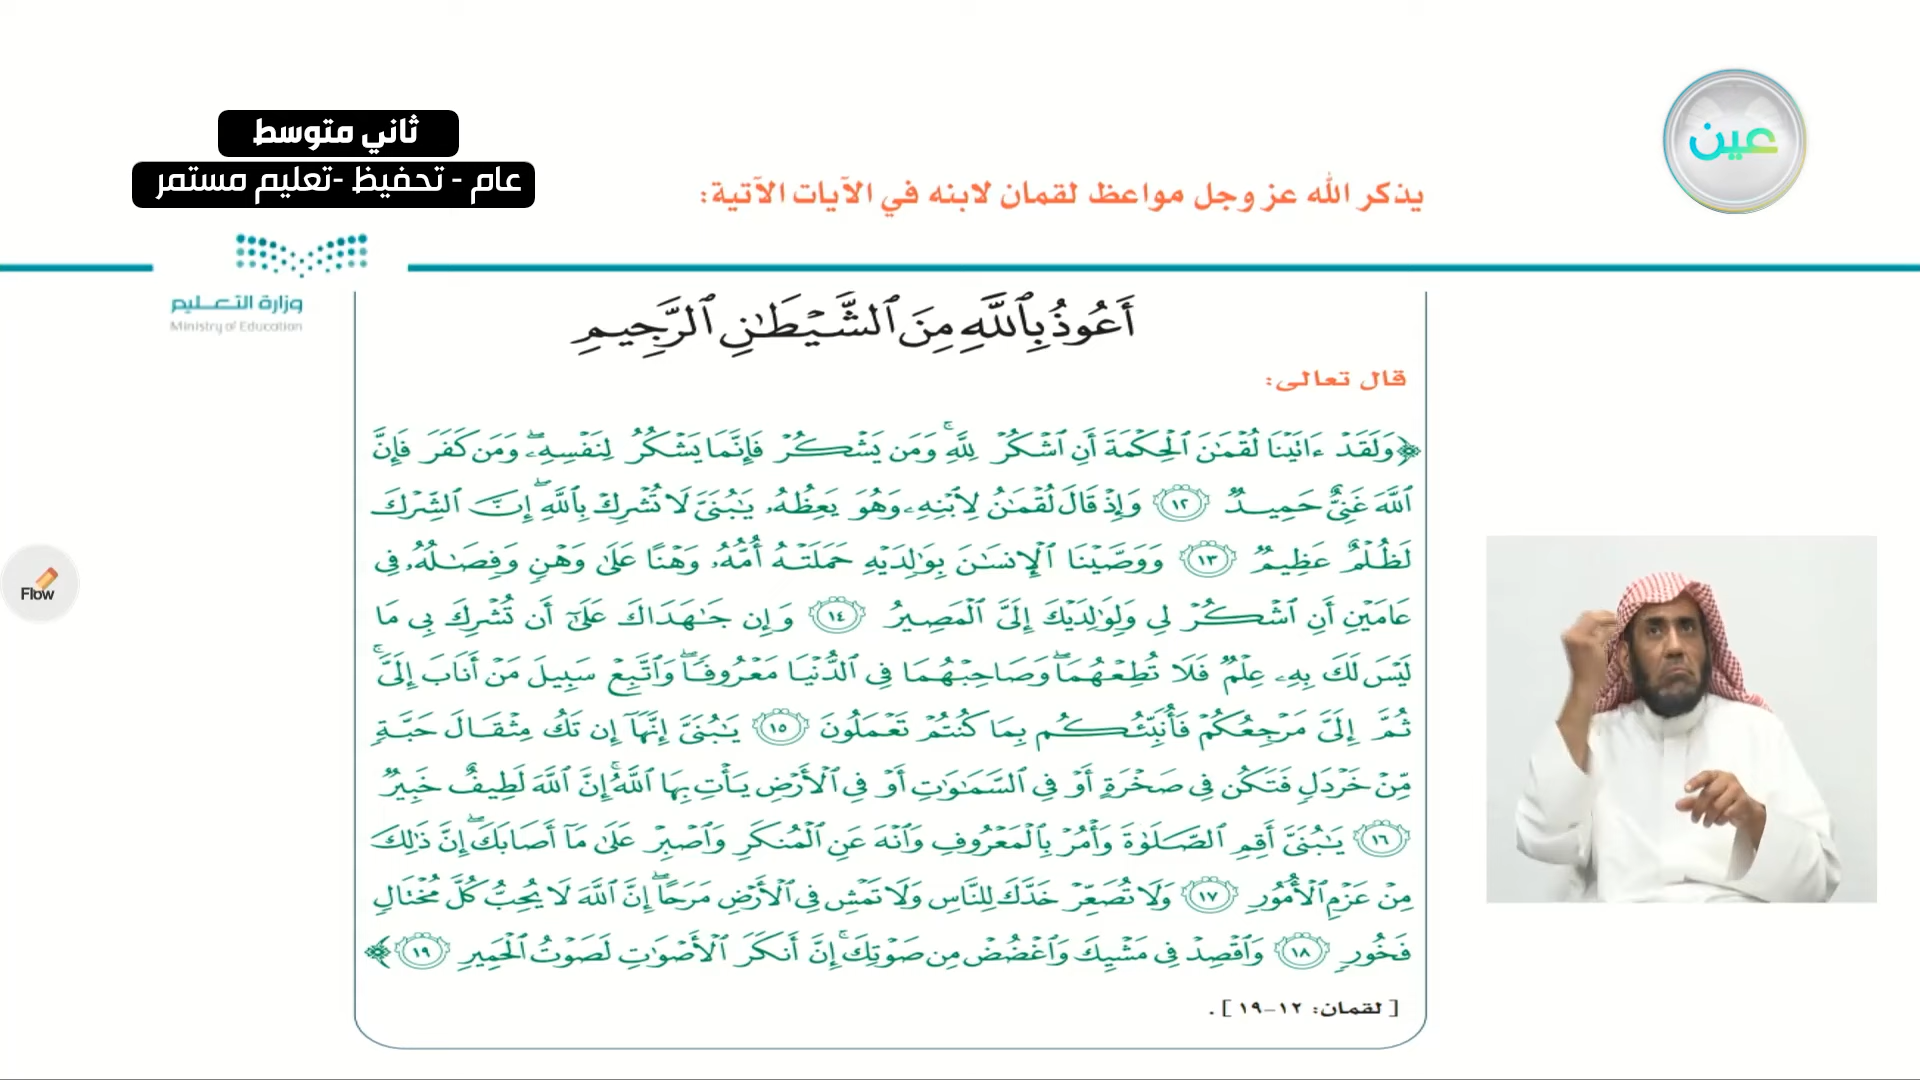 عين
ثاني متوسط
عام - تحفيظ -تعليم مستمر
يذكر الله عز وجل مواعظ لقمان لابنه في الآيات الآتية:
وزارة التعـــليم
Ministry of Education
أَعُوذُ بِٱللَّهِ مِنَ ٱلشَّيۡطَٰنِ ٱلرَّجِيمِ
قال تعالى:
﴿وَلَقَدۡ ءَاتَيۡنَا لُقۡمَٰنَ ٱلۡحِكۡمَةَ أَنِ ٱشۡكُرۡ لِلَّهِۚ وَمَن يَشۡكُرۡ فَإِنَّمَا يَشۡكُرُ لِنَفۡسِهِۦۖ وَمَن كَفَرَ فَإِنَّ
ٱللَّهَ غَنِيٌّ حَمِيدٞ ١٢ وَإِذۡ قَالَ لُقۡمَٰنُ لِٱبۡنِهِۦ وَهُوَ يَعِظُهُۥ يَٰبُنَيَّ لَا تُشۡرِكۡ بِٱللَّهِۖ إِنَّ ٱلشِّرۡكَ
لَظُلۡمٌ عَظِيمٞ ١٣ وَوَصَّيۡنَا ٱلۡإِنسَٰنَ بِوَٰلِدَيۡهِ حَمَلَتۡهُ أُمُّهُۥ وَهۡنًا عَلَىٰ وَهۡنٖ وَفِصَٰلُهُۥ فِي
عَامَيۡنِ أَنِ ٱشۡكُرۡ لِي وَلِوَٰلِدَيۡكَ إِلَيَّ ٱلۡمَصِيرُ ١٤ وَإِن جَٰهَدَاكَ عَلَىٰٓ أَن تُشۡرِكَ بِي مَا
لَيۡسَ لَكَ بِهِۦ عِلۡمٞ فَلَا تُطِعۡهُمَاۖ وَصَاحِبۡهُمَا فِي ٱلدُّنۡيَا مَعۡرُوفٗاۖ وَٱتَّبِعۡ سَبِيلَ مَنۡ أَنَابَ إِلَيَّۚ
ثُمَّ إِلَيَّ مَرۡجِعُكُمۡ فَأُنَبِّئُكُم بِمَا كُنتُمۡ تَعۡمَلُونَ ١٥ يَٰبُنَيَّ إِنَّهَآ إِن تَكُ مِثۡقَالَ حَبَّةٖ
مِّنۡ خَرۡدَلٖ فَتَكُن فِي صَخۡرَةٍ أَوۡ فِي ٱلسَّمَٰوَٰتِ أَوۡ فِي ٱلۡأَرۡضِ يَأۡتِ بِهَا ٱللَّهُۚ إِنَّ ٱللَّهَ لَطِيفٌ خَبِيرٞ
١٦ يَٰبُنَيَّ أَقِمِ ٱلصَّلَوٰةَ وَأۡمُرۡ بِٱلۡمَعۡرُوفِ وَٱنۡهَ عَنِ ٱلۡمُنكَرِ وَٱصۡبِرۡ عَلَىٰ مَآ أَصَابَكَۖ إِنَّ ذَٰلِكَ
مِنۡ عَزۡمِ ٱلۡأُمُورِ ١٧ وَلَا تُصَعِّرۡ خَدَّكَ لِلنَّاسِ وَلَا تَمۡشِ فِي ٱلۡأَرۡضِ مَرَحًاۖ إِنَّ ٱللَّهَ لَا يُحِبُّ كُلَّ مُخۡتَالٖ
فَخُورٖ ١٨ وَٱقۡصِدۡ فِي مَشۡيِكَ وَٱغۡضُضۡ مِن صَوۡتِكَۚ إِنَّ أَنكَرَ ٱلۡأَصۡوَٰتِ لَصَوۡتُ ٱلۡحَمِيرِ ١٩﴾
[ لقمان: ١٢-١٩ ] .
Flow